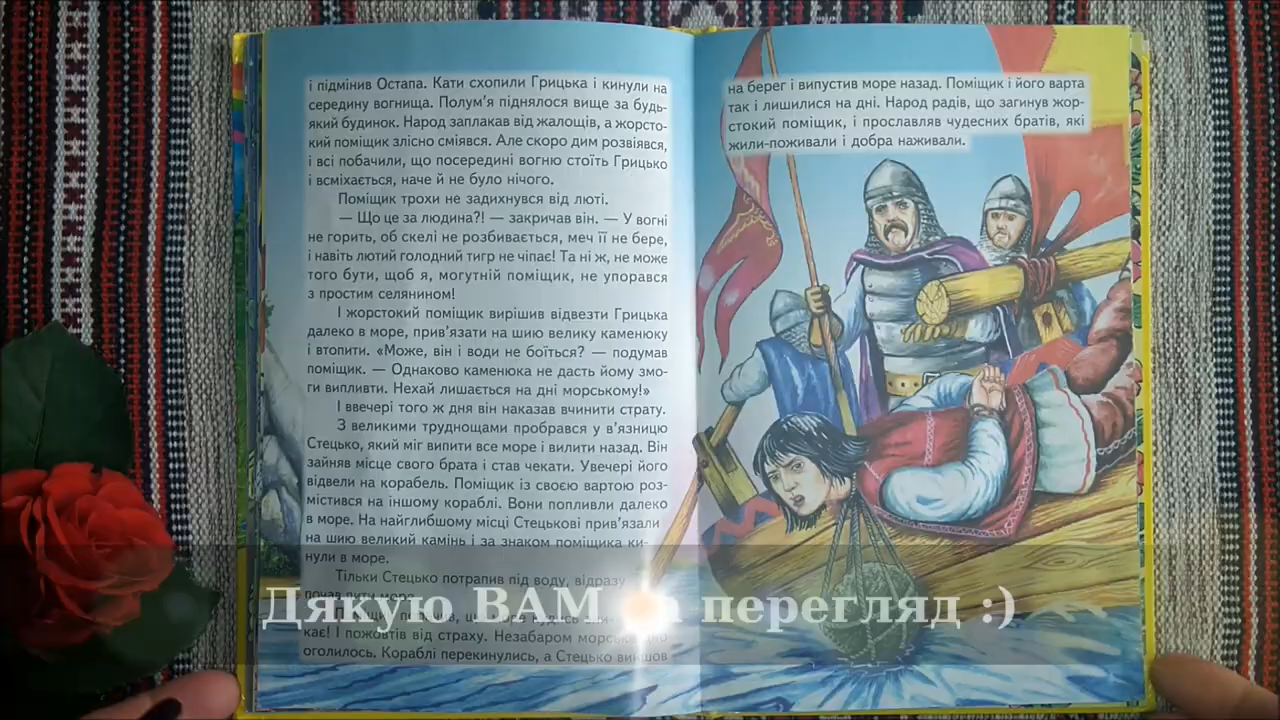 і підмінив Остапа. Кати схопили Грицька і кинули на
середину вогнища. Полум'я піднялося вище за будь-
який будинок. Народ заплакав від жалощів, а жорсто-
кий поміщик злісно сміявся. Але скоро дим розвіявся,
і всі побачили, що посередині вогню стоїть Грицько
і всміхається, наче й не було нічого.
Поміщик трохи не задихнувся від люті.
— Що це за людина?! — закричав він. — У вогні
не горить, об скелі не розбивається, меч її не бере,
і навіть лютий голодний тигр не чіпає! Та ні ж, не може
того бути, щоб я, могутній поміщик, не упорався
з простим селянином!
І жорстокий поміщик вирішив відвезти Грицька
далеко в море, прив'язати на шию велику каменюку
і втопити. «Може, він і води не боїться? — подумав
поміщик. — Однаково каменюка не дасть йому змо-
ги випливти. Нехай лишається на дні морському!»
І ввечері того ж дня він наказав вчинити страту.
З великими труднощами пробрався у в'язницю
Стецько, який міг випити все море і вилити назад. Він
зайняв місце свого брата і став чекати. Увечері його
відвели на корабель. Поміщик із своєю вартою роз-
містився на іншому кораблі. Вони попливли далеко
в море. На найглибшому місці Стецькові прив'язали
на шию великий камінь і за знаком поміщика ки-
нули в море.
Тільки Стецько потрапив під воду, відразу
почав пити море.
кає! І пожовтів від страху. Незабаром морське дно
оголилось. Кораблі перекинулись, а Стецько вийшов
на берег і випустив море назад. Поміщик і його варта
так і лишилися на дні. Народ радів, що загинув жор-
стокий поміщик, і прославляв чудесних братів, які
жили-поживали і добра наживали.
Дякую ВАМ за перегляд :)